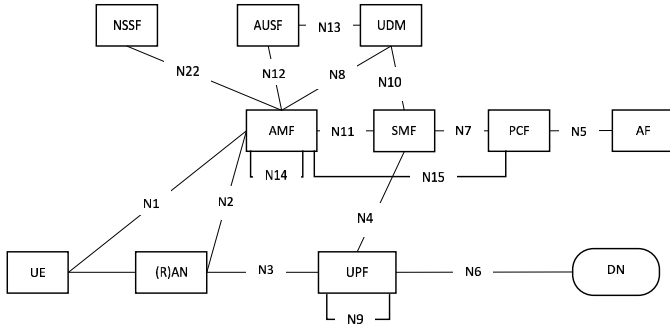 NSSF
AUSF
N13
UDM
N22
N12
N8
N10
AMF
N11
SMF
N7
PCF
N5
AF
N14
N15
N1
N2
N4
UE
(R)AN
N3
UPF
N6
DN
N9